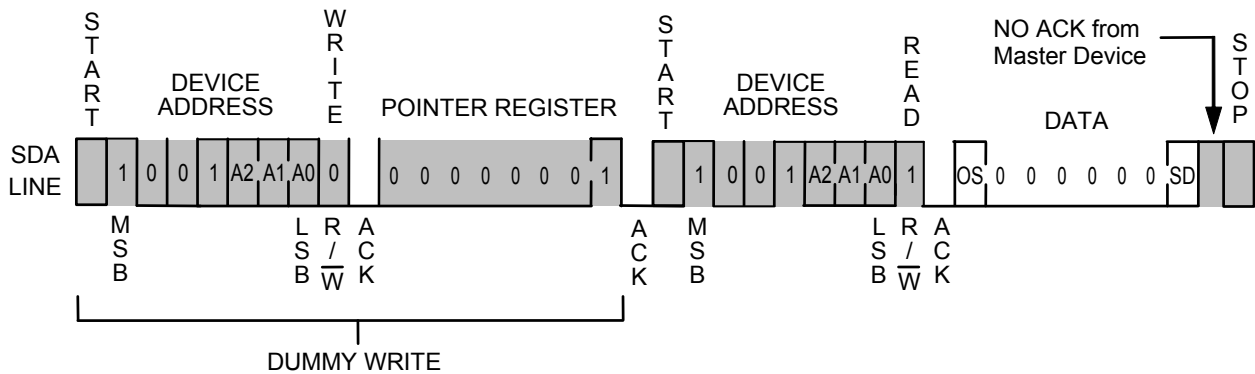 START
DEVICE ADDRESS
WRITE
POINTER REGISTER
START
DEVICE ADDRESS
READ
DATA
NO ACK from
Master Device
STOP
SDA
LINE
1 0 0 1 A2 A1 A0 0
0 0 0 0 0 0 0 1
1 0 0 1 A2 A1 A0 1
OS 0 0 0 0 0 0 SD
MSB
LSB
R/W̅
ACK
ACK
MSB
LSB
R/W̅
ACK
DUMMY WRITE